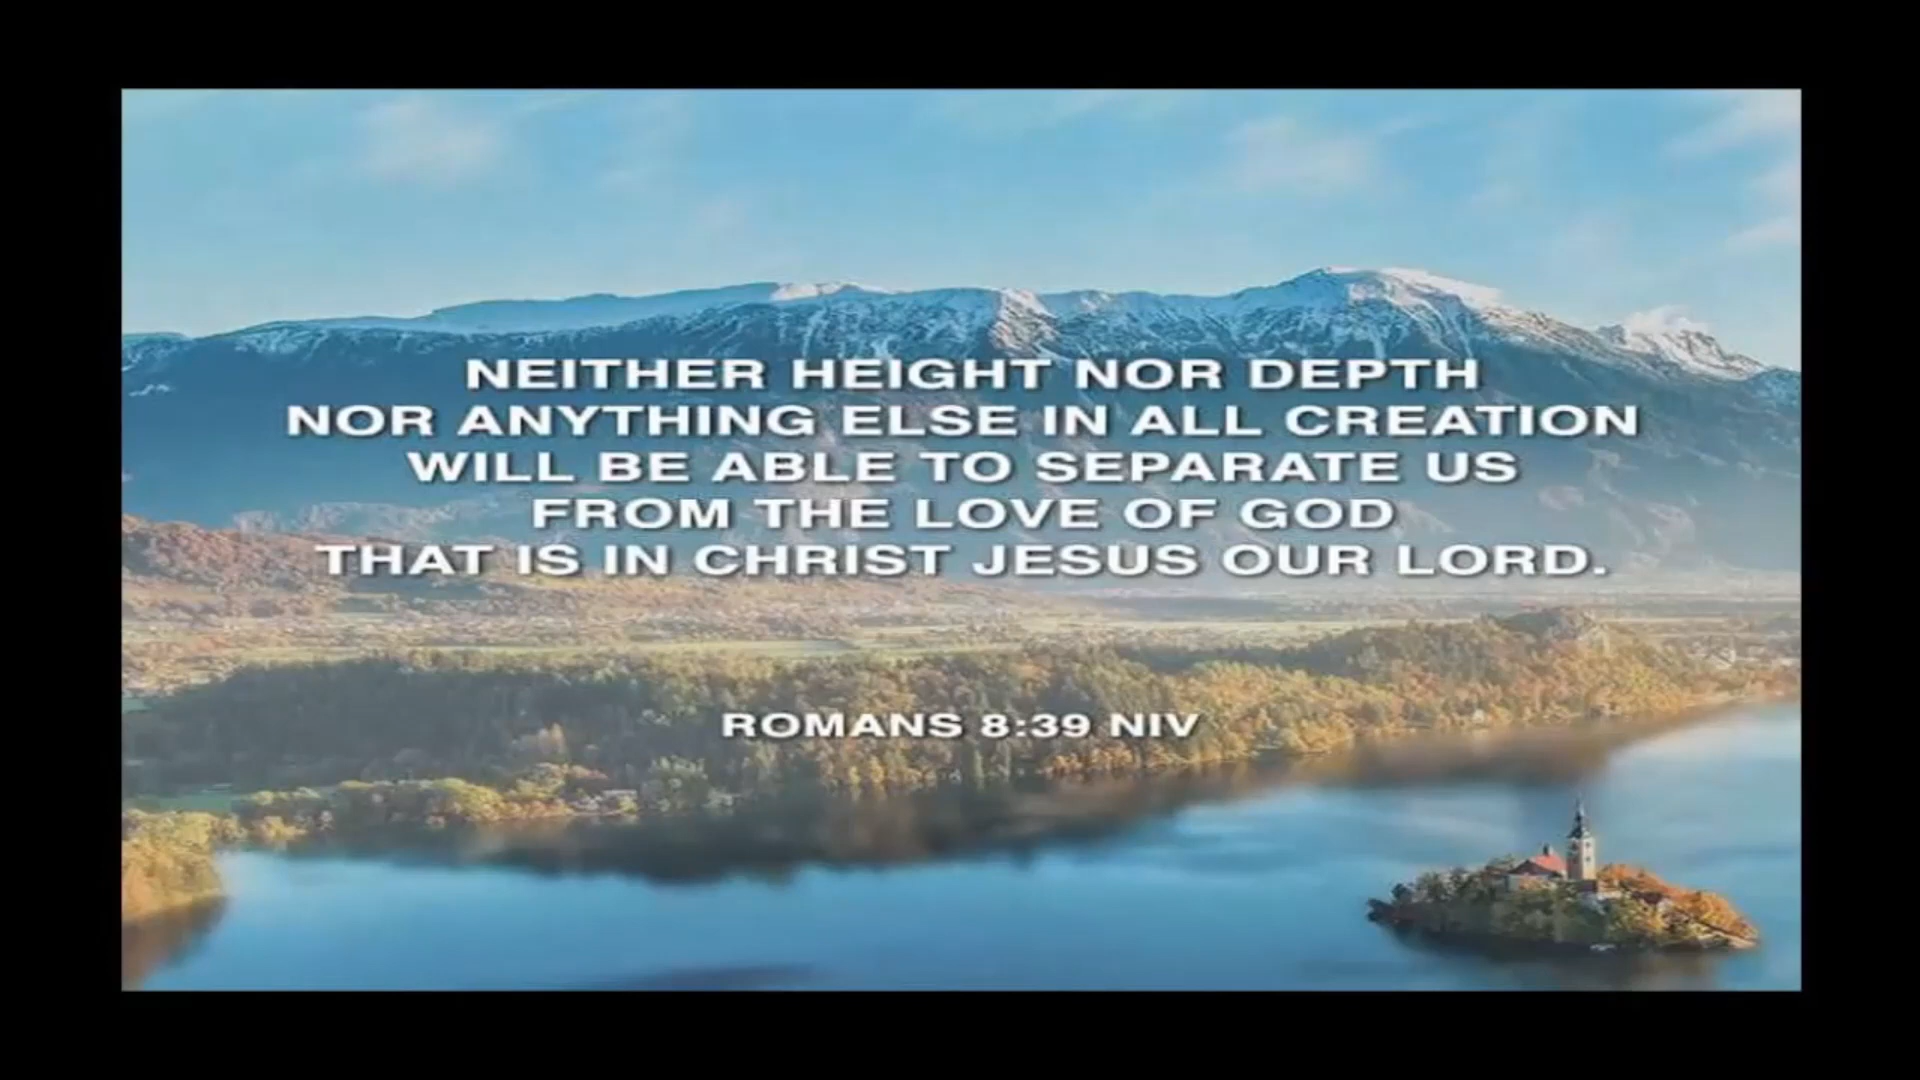 NEITHER HEIGHT NOR DEPTH
NOR ANYTHING ELSE IN ALL CREATION
WILL BE ABLE TO SEPARATE US
FROM THE LOVE OF GOD
THAT IS IN CHRIST JESUS OUR LORD.
ROMANS 8:39 NIV